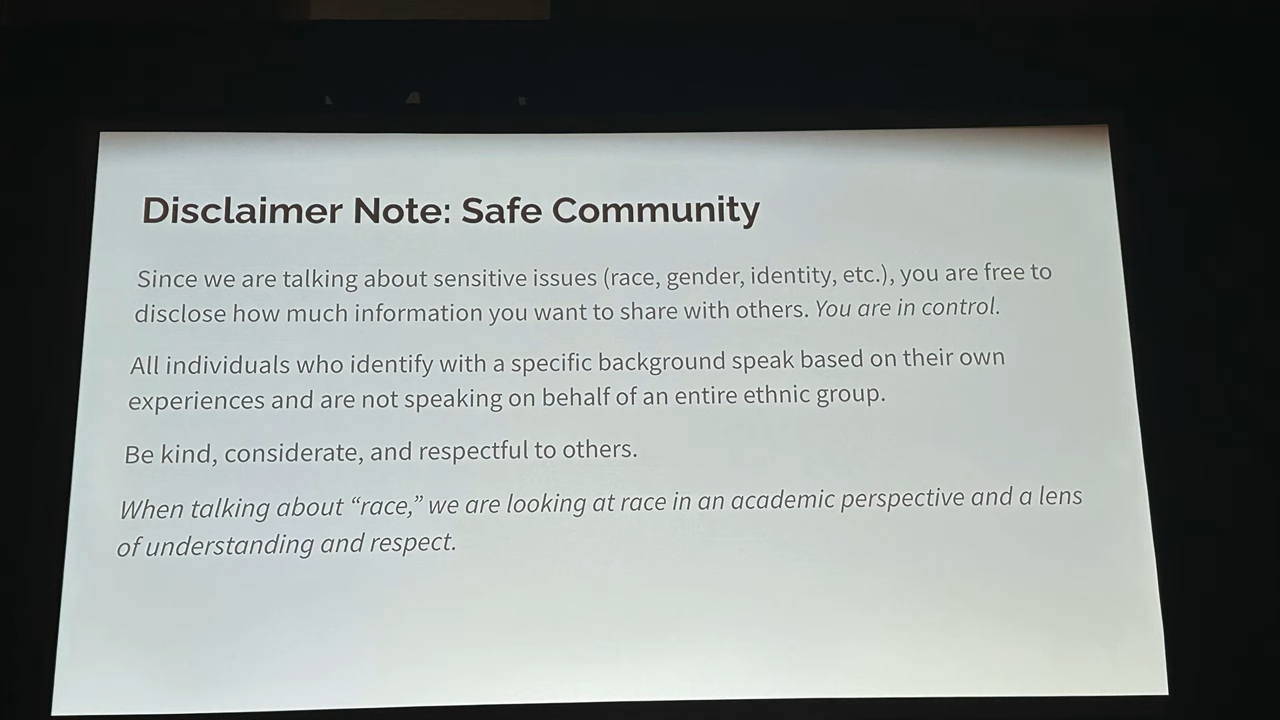 Disclaimer Note: Safe Community
Since we are talking about sensitive issues (race, gender, identity, etc.), you are free to
disclose how much information you want to share with others. You are in control.
All individuals who identify with a specific background speak based on their own
experiences and are not speaking on behalf of an entire ethnic group.
Be kind, considerate, and respectful to others.
When talking about “race,” we are looking at race in an academic perspective and a lens
of understanding and respect.